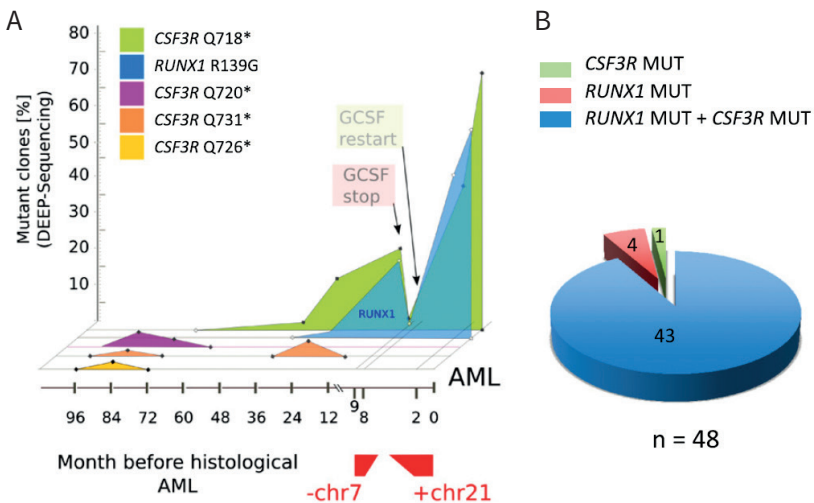 A
80
70
60
50
40
30
20
10
Mutant clones [%]
(DEEP-Sequencing)
CSF3R Q718*
RUNX1 R139G
CSF3R Q720*
CSF3R Q731*
CSF3R Q726*
GCSF
restart
GCSF
stop
RUNX1
AML
96 84 72 60 48 36 24 12 9 8 2 0
Month before histological
AML
-chr7
+chr21
B
CSF3R MUT
RUNX1 MUT
RUNX1 MUT + CSF3R MUT
4
1
43
n = 48